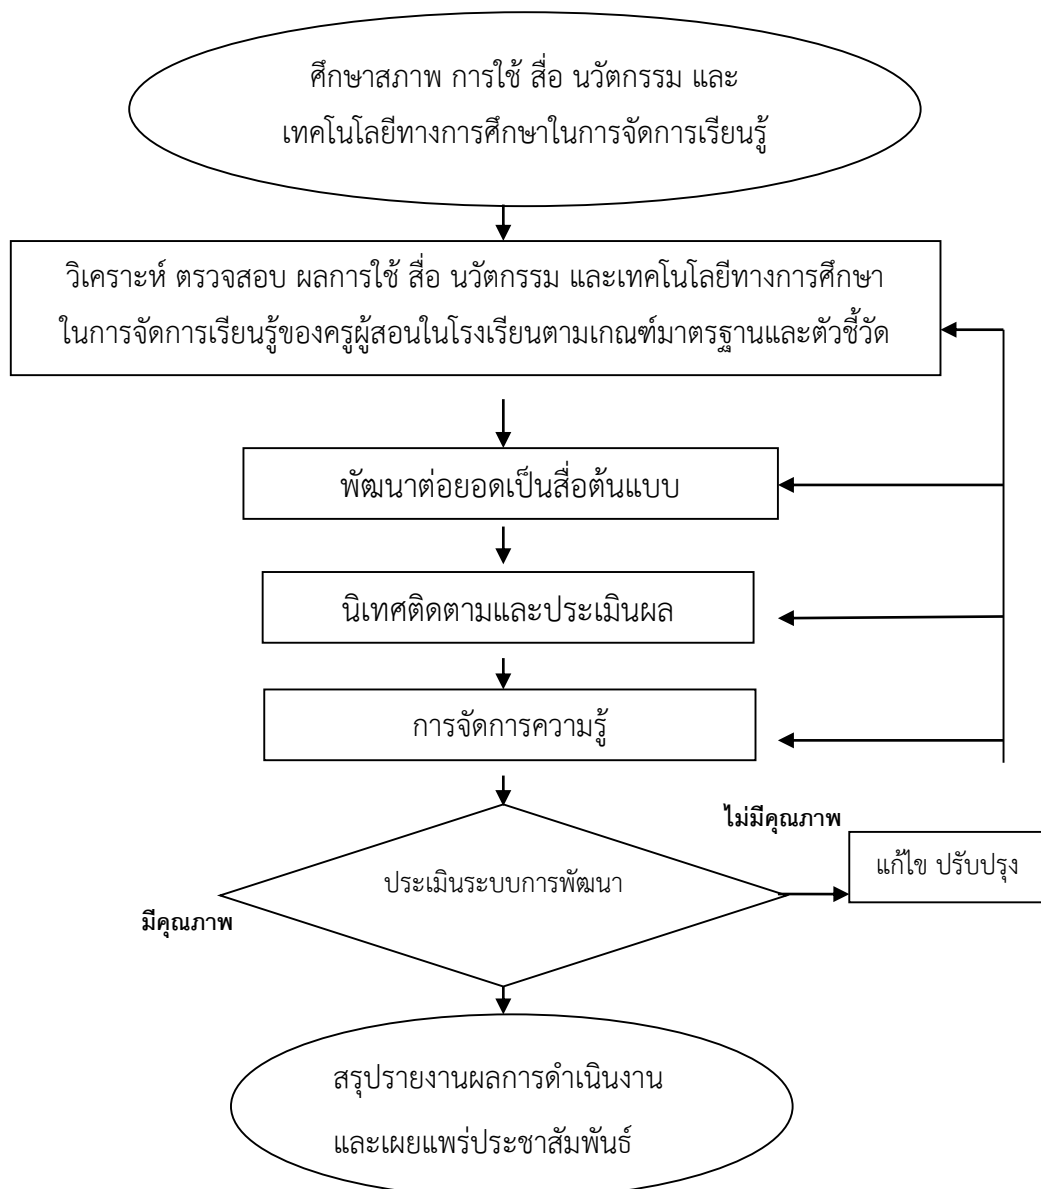 ศึกษาสภาพ การใช้ สื่อ นวัตกรรม และ
เทคโนโลยีทางการศึกษาในการจัดการเรียนรู้
วิเคราะห์ ตรวจสอบ ผลการใช้ สื่อ นวัตกรรม และเทคโนโลยีทางการศึกษา
ในการจัดการเรียนรู้ของครูผู้สอนในโรงเรียนตามเกณฑ์มาตรฐานและตัวชี้วัด
พัฒนาต่อยอดเป็นสื่อต้นแบบ
นิเทศติดตามและประเมินผล
การจัดการความรู้
ไม่มีคุณภาพ
แก้ไข ปรับปรุง
ประเมินระบบการพัฒนา
มีคุณภาพ
สรุปรายงานผลการดำเนินงาน
และเผยแพร่ประชาสัมพันธ์